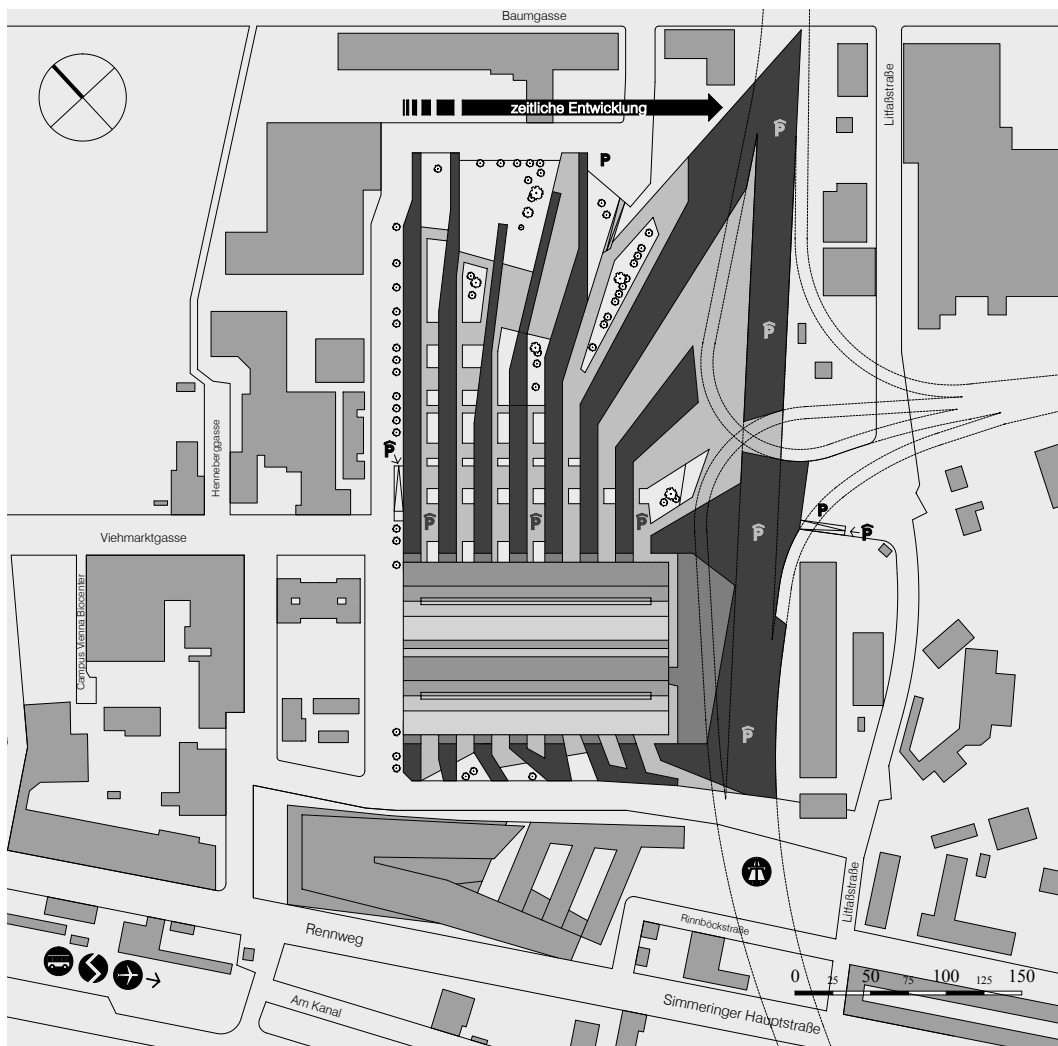 Baumgasse
Litfaßstraße
zeitliche Entwicklung
P
P
P
Henneberggasse
P
P
P
P
P
P
P
Viehmarktgasse
Campus Vienna Biocenter
P
Litfaßstraße
Rinnböckstraße
Rennweg
0 25 50 75 100 125 150
Am Kanal
Simmeringer Hauptstraße